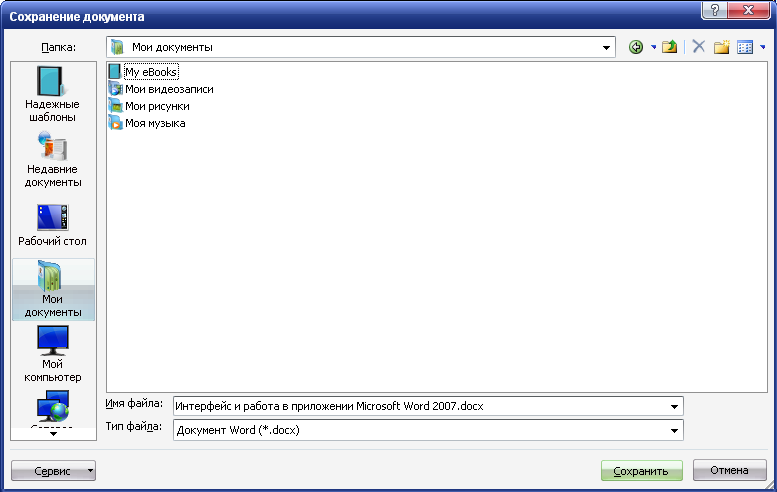 Сохранение документа
Папка:
Мои документы
Надежные
шаблоны
Недавние
документы
Рабочий стол
Мои
документы
Мой
компьютер
My eBooks
Мои видеозаписи
Мои рисунки
Моя музыка
Имя файла:
Интерфейс и работа в приложении Microsoft Word 2007.docx
Тип файла:
Документ Word (*.docx)
Сервис
Сохранить
Отмена